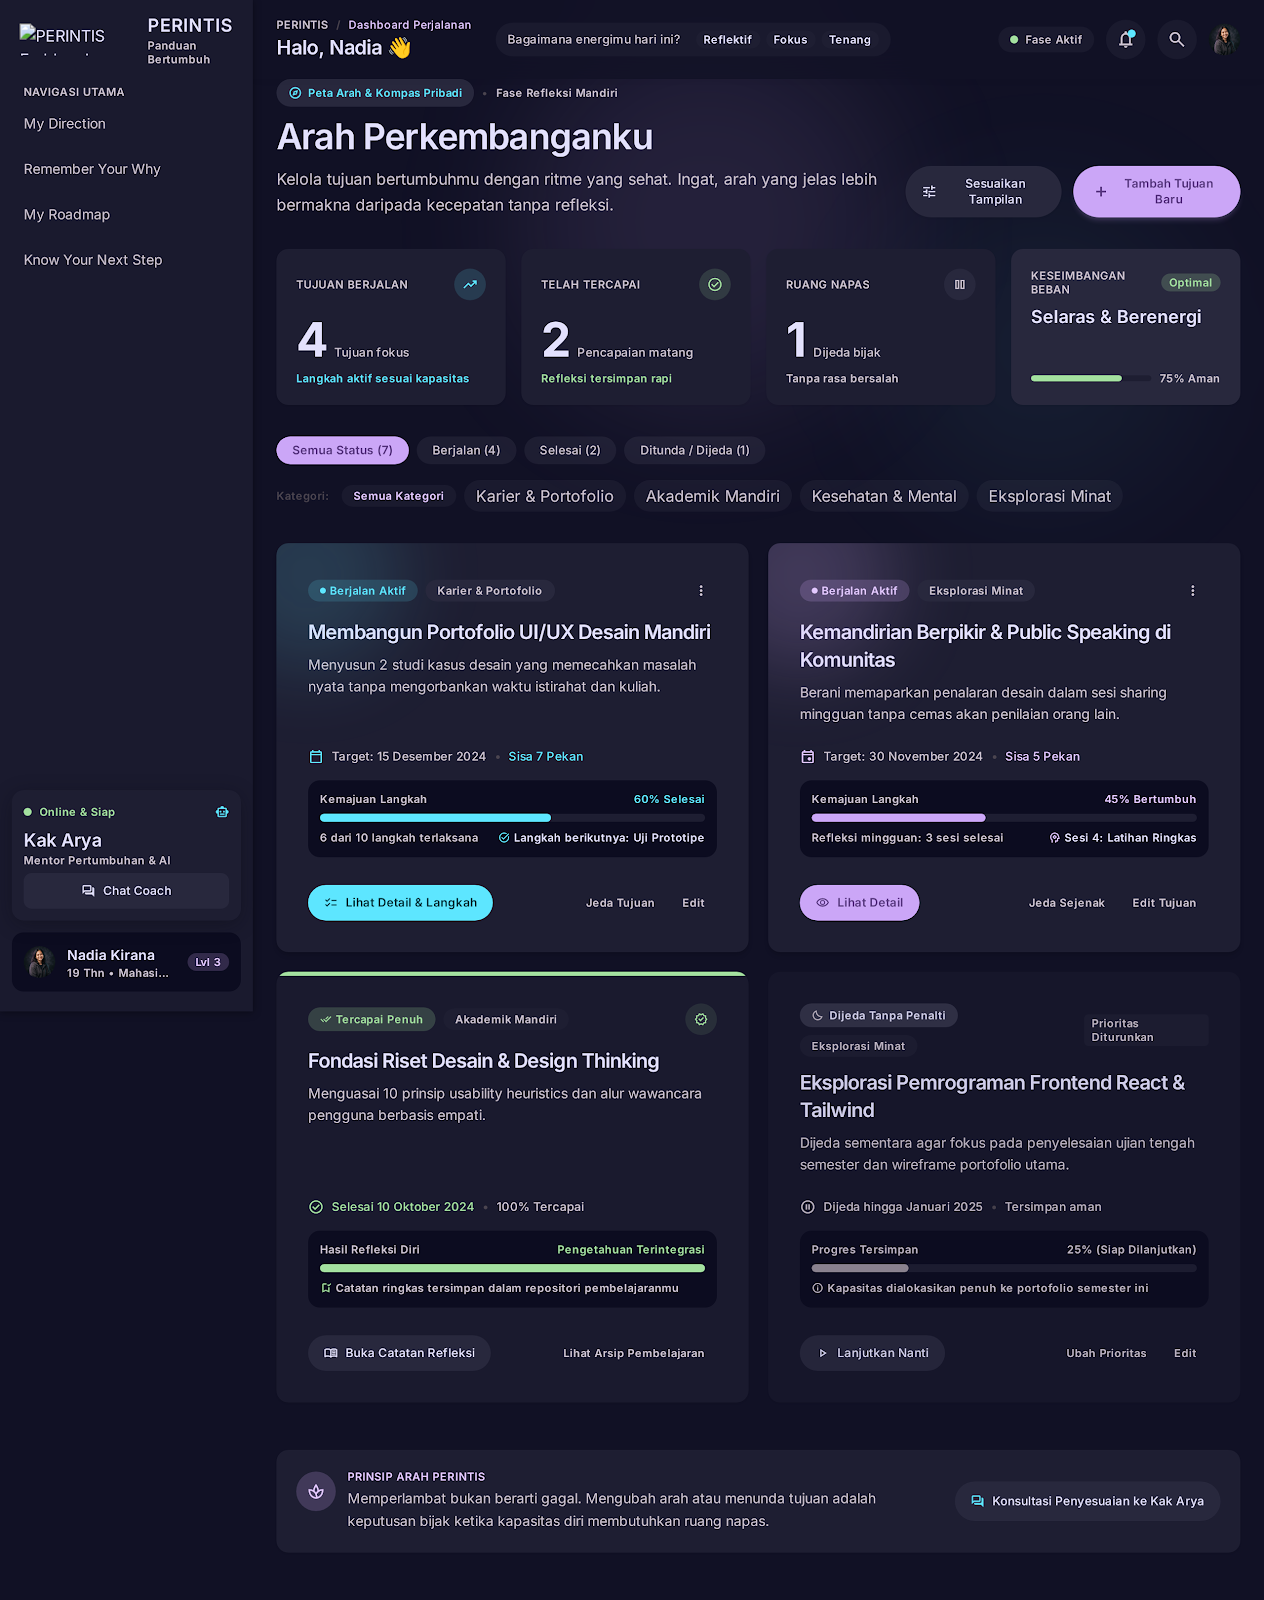 PERINTIS
PERINTIS
Panduan
Bertumbuh
NAVIGASI UTAMA
My Direction
Remember Your Why
My Roadmap
Know Your Next Step
Online & Siap
Kak Arya
Mentor Pertumbuhan & AI
Chat Coach
Nadia Kirana
19 Thn • Mahasi...
Lvl 3
PERINTIS / Dashboard Perjalanan
Halo, Nadia 👋
Bagaimana energimu hari ini? Reflektif Fokus Tenang
Fase Aktif
Peta Arah & Kompas Pribadi • Fase Refleksi Mandiri
Arah Perkembanganku
Kelola tujuan bertumbuhmu dengan ritme yang sehat. Ingat, arah yang jelas lebih
bermakna daripada kecepatan tanpa refleksi.
Sesuaikan
Tampilan
Tambah Tujuan
Baru
TUJUAN BERJALAN
4 Tujuan fokus
Langkah aktif sesuai kapasitas
TELAH TERCAPAI
2 Pencapaian matang
Refleksi tersimpan rapi
RUANG NAPAS
1 Dijeda bijak
Tanpa rasa bersalah
KESEIMBANGAN
BEBAN
Optimal
Selaras & Berenergi
75% Aman
Semua Status (7) Berjalan (4) Selesai (2) Ditunda / Dijeda (1)
Kategori: Semua Kategori Karier & Portofolio Akademik Mandiri Kesehatan & Mental Eksplorasi Minat
Berjalan Aktif Karier & Portofolio
Membangun Portofolio UI/UX Desain Mandiri
Menyusun 2 studi kasus desain yang memecahkan masalah
nyata tanpa mengorbankan waktu istirahat dan kuliah.
Target: 15 Desember 2024 • Sisa 7 Pekan
Kemajuan Langkah 60% Selesai
6 dari 10 langkah terlaksana Langkah berikutnya: Uji Prototipe
Lihat Detail & Langkah Jeda Tujuan Edit
Berjalan Aktif Eksplorasi Minat
Kemandirian Berpikir & Public Speaking di
Komunitas
Berani memaparkan penalaran desain dalam sesi sharing
mingguan tanpa cemas akan penilaian orang lain.
Target: 30 November 2024 • Sisa 5 Pekan
Kemajuan Langkah 45% Bertumbuh
Refleksi mingguan: 3 sesi selesai Sesi 4: Latihan Ringkas
Lihat Detail Jeda Sejenak Edit Tujuan
Tercapai Penuh Akademik Mandiri
Fondasi Riset Desain & Design Thinking
Menguasai 10 prinsip usability heuristics dan alur wawancara
pengguna berbasis empati.
Selesai 10 Oktober 2024 • 100% Tercapai
Hasil Refleksi Diri Pengetahuan Terintegrasi
Catatan ringkas tersimpan dalam repositori pembelajaranmu
Buka Catatan Refleksi Lihat Arsip Pembelajaran
Dijeda Tanpa Penalti
Eksplorasi Minat
Prioritas
Diturunkan
Eksplorasi Pemrograman Frontend React &
Tailwind
Dijeda sementara agar fokus pada penyelesaian ujian tengah
semester dan wireframe portofolio utama.
Dijeda hingga Januari 2025 • Tersimpan aman
Progres Tersimpan 25% (Siap Dilanjutkan)
Kapasitas dialokasikan penuh ke portofolio semester ini
Lanjutkan Nanti Ubah Prioritas Edit
PRINSIP ARAH PERINTIS
Memperlambat bukan berarti gagal. Mengubah arah atau menunda tujuan adalah
keputusan bijak ketika kapasitas diri membutuhkan ruang napas.
Konsultasi Penyesuaian ke Kak Arya